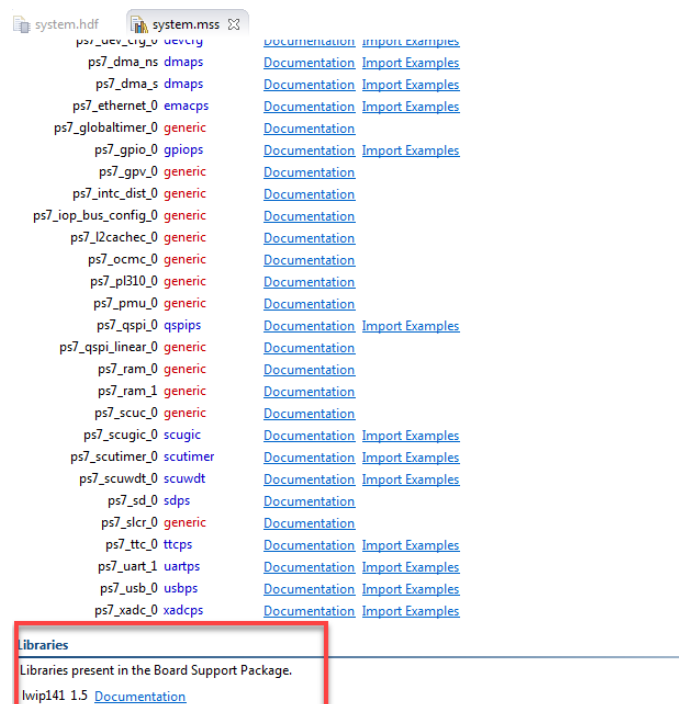 system.hdf system.mss
ps7_dev_cfg_0 devcfg Documentation Import Examples
ps7_dma_ns dmaps Documentation Import Examples
ps7_dma_s dmaps Documentation Import Examples
ps7_ethernet_0 emacps Documentation Import Examples
ps7_globaltimer_0 generic Documentation
ps7_gpio_0 gpiops Documentation Import Examples
ps7_gpv_0 generic Documentation
ps7_intc_dist_0 generic Documentation
ps7_iop_bus_config_0 generic Documentation
ps7_l2cachec_0 generic Documentation
ps7_ocmc_0 generic Documentation
ps7_pl310_0 generic Documentation
ps7_pmu_0 generic Documentation
ps7_qspi_0 qspips Documentation Import Examples
ps7_qspi_linear_0 generic Documentation
ps7_ram_0 generic Documentation
ps7_ram_1 generic Documentation
ps7_scuc_0 generic Documentation
ps7_scugic_0 scugic Documentation Import Examples
ps7_scutimer_0 scutimer Documentation Import Examples
ps7_scuwdt_0 scuwdt Documentation Import Examples
ps7_sd_0 sdps Documentation
ps7_slcr_0 generic Documentation
ps7_ttc_0 ttcps Documentation Import Examples
ps7_uart_1 uartps Documentation Import Examples
ps7_usb_0 usbps Documentation Import Examples
ps7_xadc_0 xadcps Documentation Import Examples
Libraries
Libraries present in the Board Support Package.
lwip141 1.5 Documentation